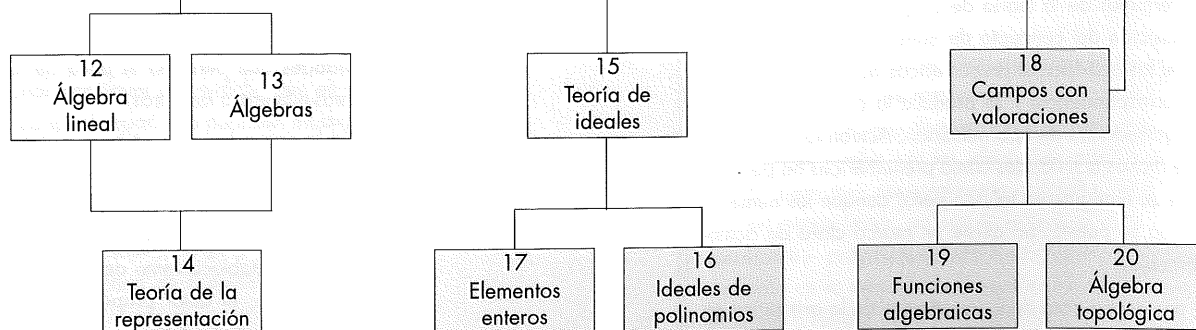 12
Álgebra
lineal
13
Álgebras
15
Teoría de
ideales
18
Campos con
valoraciones
14
Teoría de la
representación
17
Elementos
enteros
16
Ideales de
polinomios
19
Funciones
algebraicas
20
Álgebra
topológica